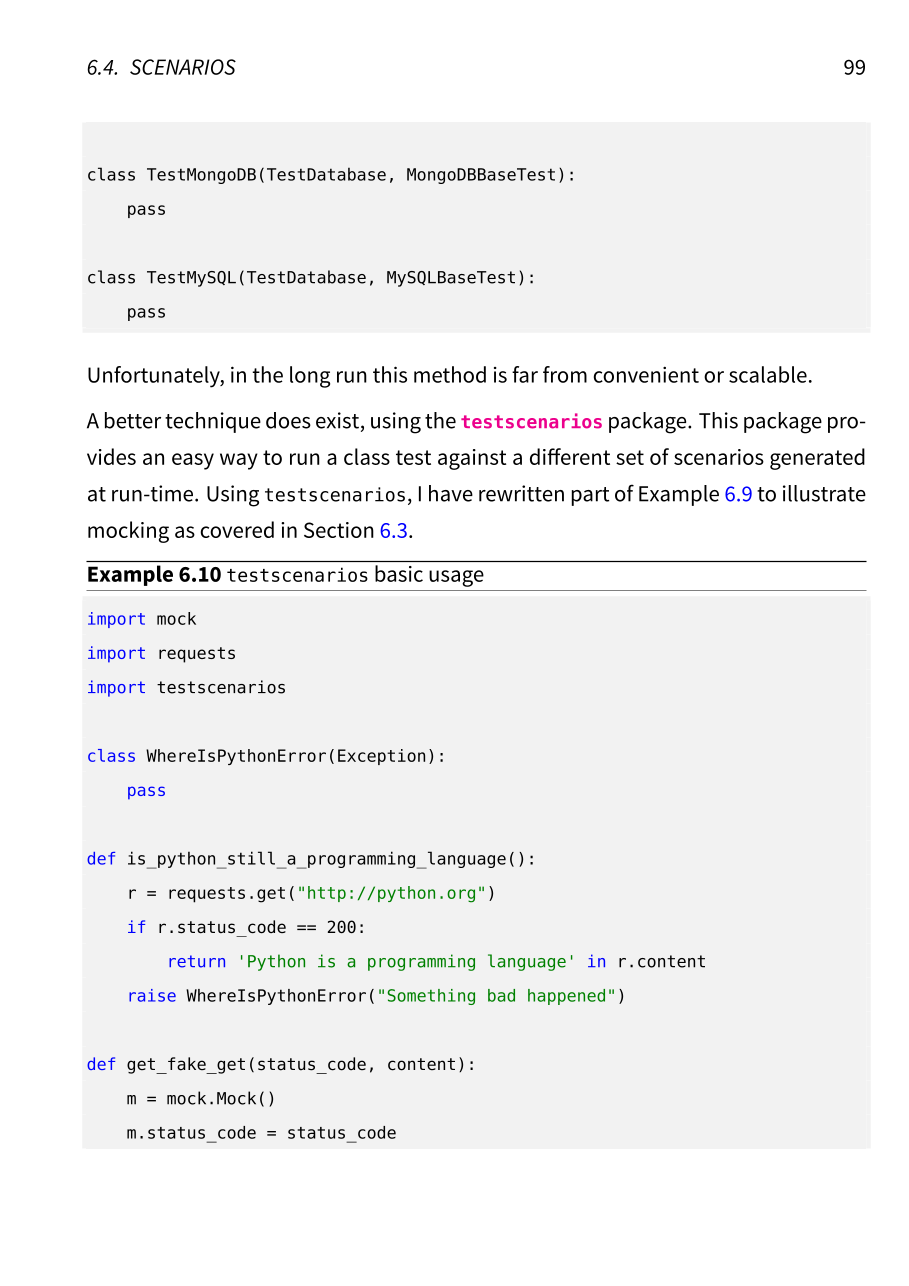 6.4. SCENARIOS 99
class TestMongoDB(TestDatabase, MongoDBBaseTest):
    pass
class TestMySQL(TestDatabase, MySQLBaseTest):
    pass
Unfortunately, in the long run this method is far from convenient or scalable.
A better technique does exist, using the testscenarios package. This package pro-
vides an easy way to run a class test against a different set of scenarios generated
at run-time. Using testscenarios, I have rewritten part of Example 6.9 to illustrate
mocking as covered in Section 6.3.
Example 6.10 testscenarios basic usage
import mock
import requests
import testscenarios
class WhereIsPythonError(Exception):
    pass
def is_python_still_a_programming_language():
    r = requests.get("http://python.org")
    if r.status_code == 200:
        return 'Python is a programming language' in r.content
    raise WhereIsPythonError("Something bad happened")
def get_fake_get(status_code, content):
    m = mock.Mock()
    m.status_code = status_code